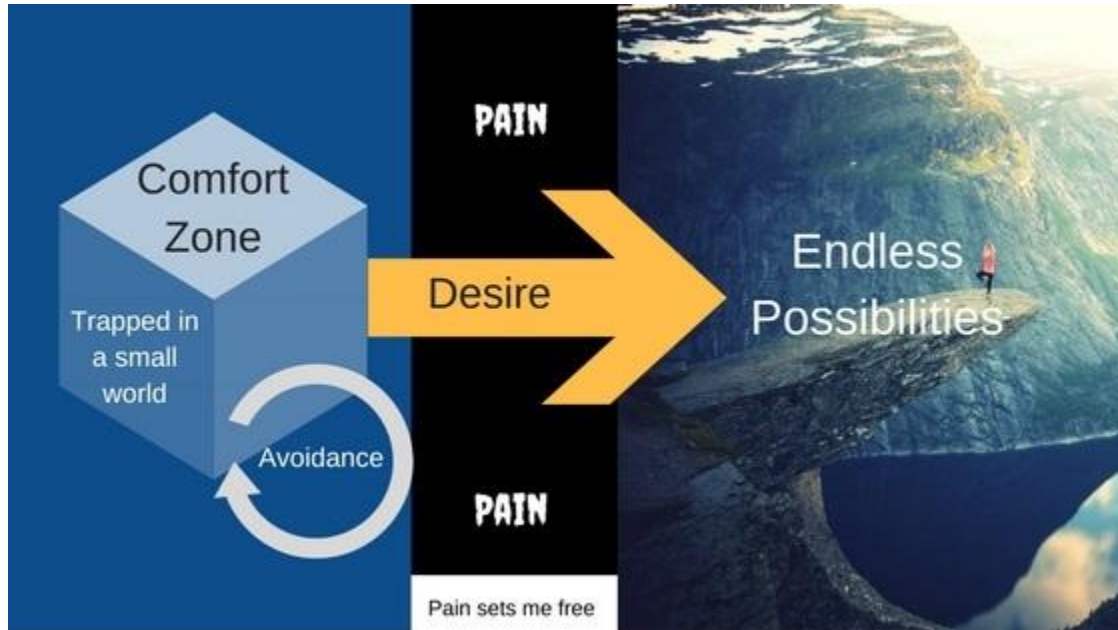 Comfort
Zone
Trapped in
a small
world
Avoidance
PAIN
Desire
PAIN
Pain sets me free
Endless
Possibilities